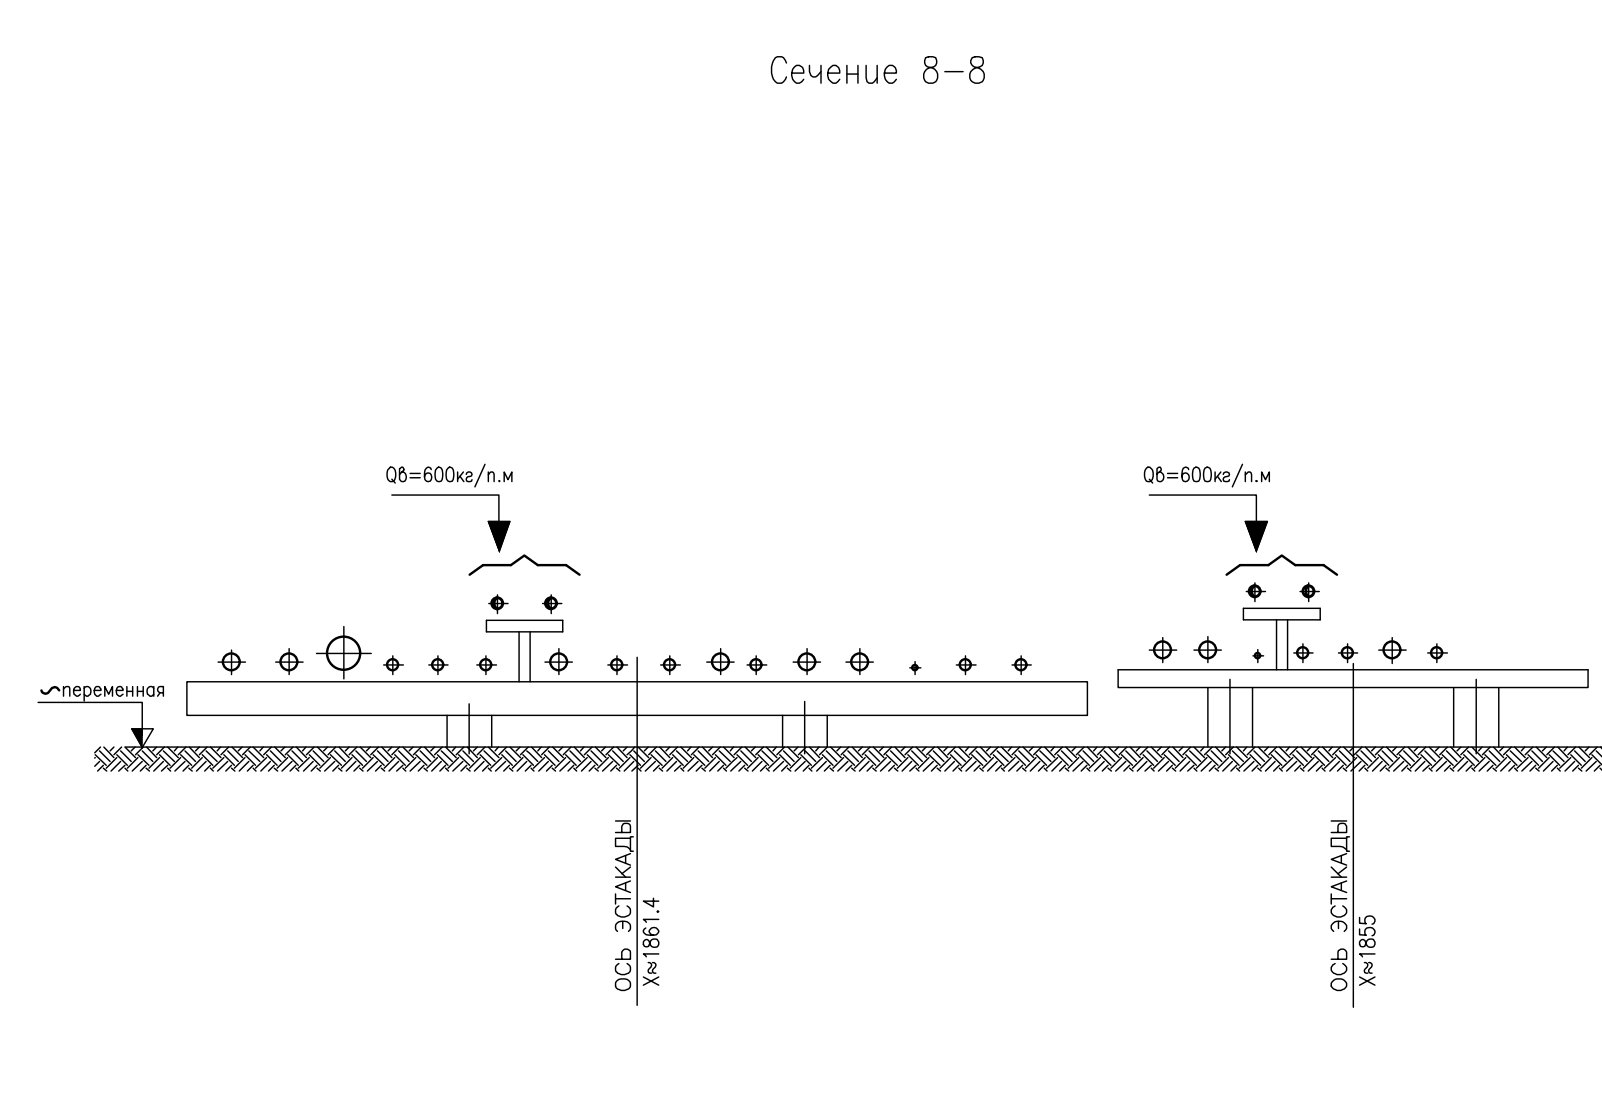 Сечение 8-8
Qв=600кг/п.м
Qв=600кг/п.м
~переменная
ОСЬ ЭСТАКАДЫ
X≈1861.4
ОСЬ ЭСТАКАДЫ
X≈1855